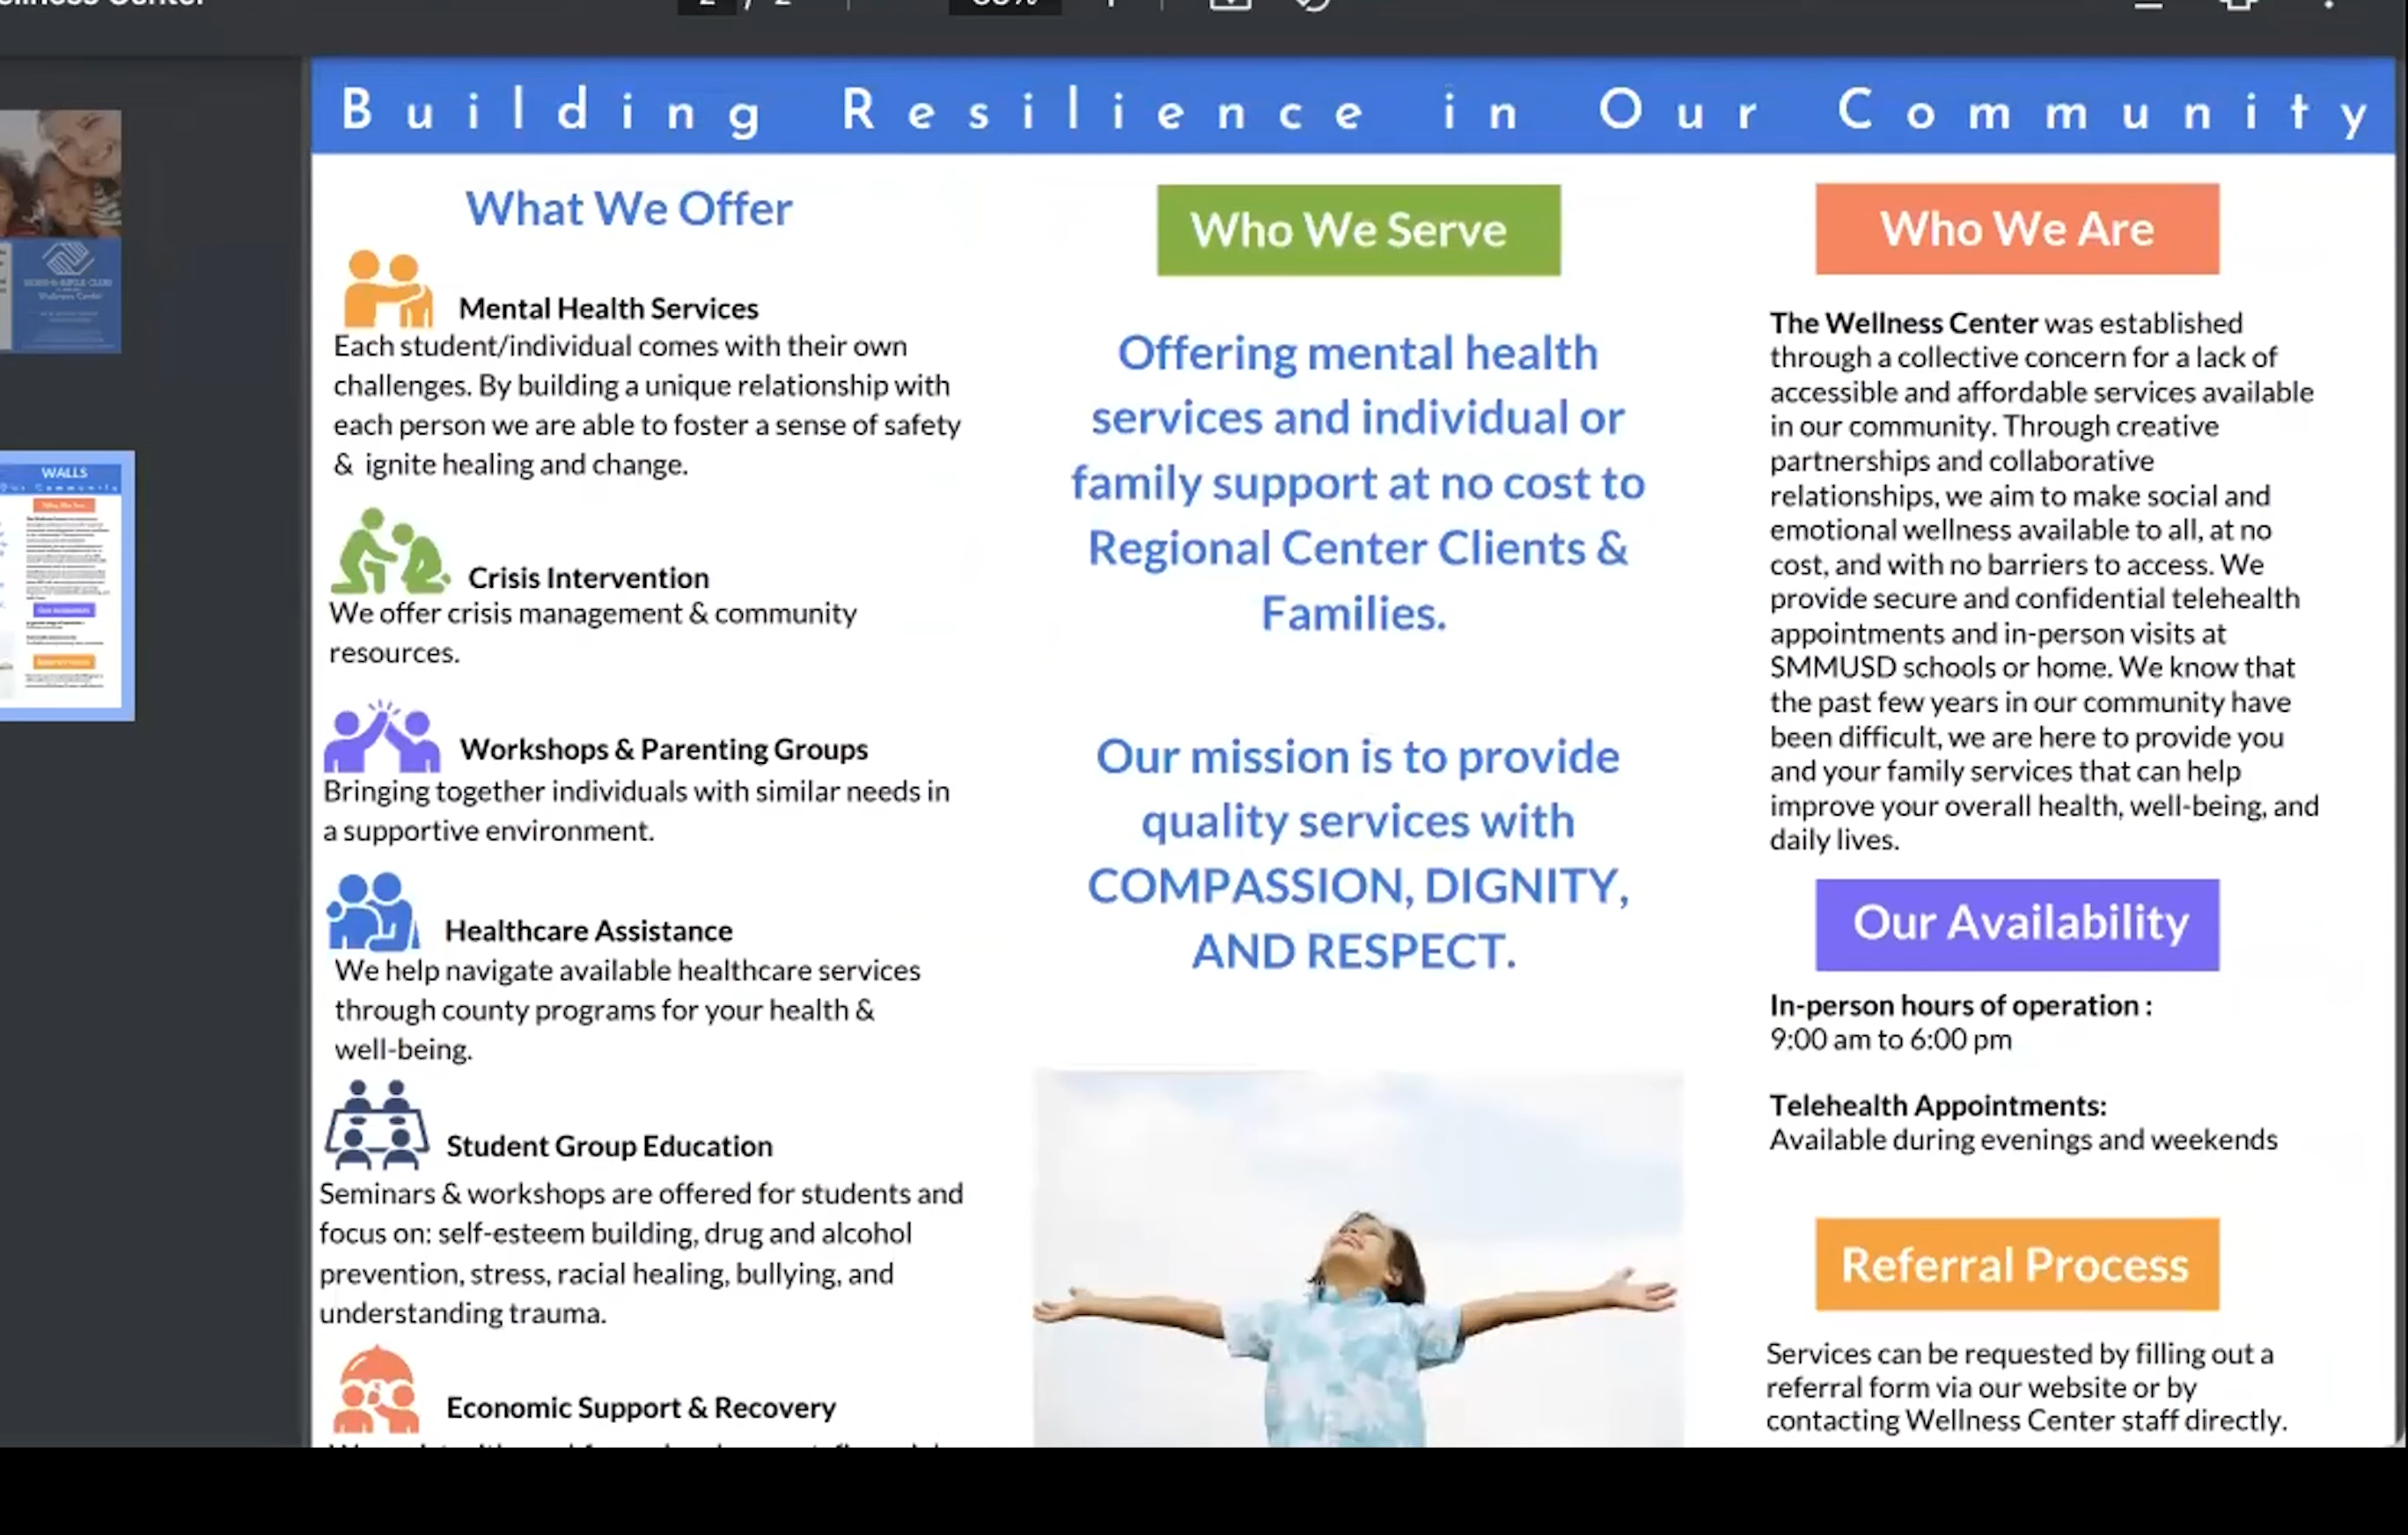 2 / 2
Building Resilience in Our Community
What We Offer
Mental Health Services
Each student/individual comes with their own
challenges. By building a unique relationship with
each person we are able to foster a sense of safety
& ignite healing and change.
Crisis Intervention
We offer crisis management & community
resources.
Workshops & Parenting Groups
Bringing together individuals with similar needs in
a supportive environment.
Healthcare Assistance
We help navigate available healthcare services
through county programs for your health &
well-being.
Student Group Education
Seminars & workshops are offered for students and
focus on: self-esteem building, drug and alcohol
prevention, stress, racial healing, bullying, and
understanding trauma.
Economic Support & Recovery
Who We Serve
Offering mental health
services and individual or
family support at no cost to
Regional Center Clients &
Families.
Our mission is to provide
quality services with
COMPASSION, DIGNITY,
AND RESPECT.
Who We Are
The Wellness Center was established
through a collective concern for a lack of
accessible and affordable services available
in our community. Through creative
partnerships and collaborative
relationships, we aim to make social and
emotional wellness available to all, at no
cost, and with no barriers to access. We
provide secure and confidential telehealth
appointments and in-person visits at
SMMUSD schools or home. We know that
the past few years in our community have
been difficult, we are here to provide you
and your family services that can help
improve your overall health, well-being, and
daily lives.
Our Availability
In-person hours of operation :
9:00 am to 6:00 pm
Telehealth Appointments:
Available during evenings and weekends
Referral Process
Services can be requested by filling out a
referral form via our website or by
contacting Wellness Center staff directly.
WALLS
Our Community
Wellness Center